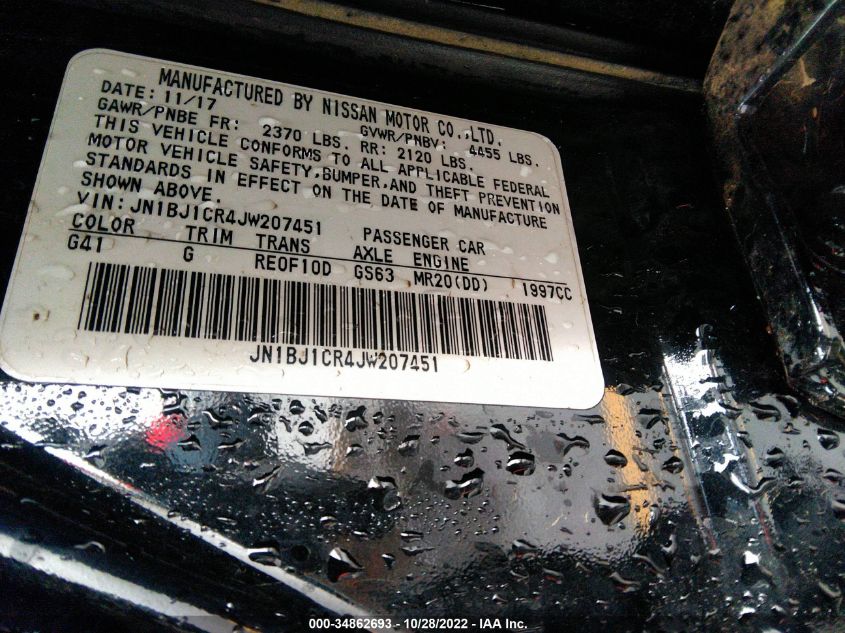 MANUFACTURED BY NISSAN MOTOR CO.,LTD.
DATE: 11/17 GVWR/PNBV: 4455 LBS.
GAWR/PNBE FR: 2370 LBS. RR: 2120 LBS.
THIS VEHICLE CONFORMS TO ALL APPLICABLE FEDERAL
MOTOR VEHICLE SAFETY,BUMPER,AND THEFT PREVENTION
STANDARDS IN EFFECT ON THE DATE OF MANUFACTURE
SHOWN ABOVE.
VIN: JN1BJ1CR4JW207451 PASSENGER CAR
COLOR TRIM TRANS AXLE ENGINE
G41 G RE0F10D GS63 MR20(DD) 1997CC
JN1BJ1CR4JW207451
000-34862693 - 10/28/2022 - IAA Inc.